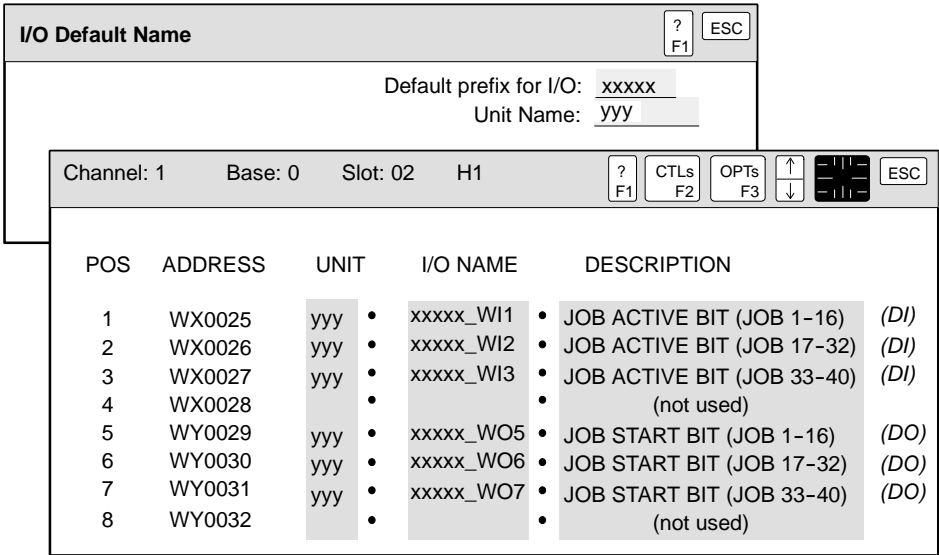 I/O Default Name ? F1 ESC
Default prefix for I/O: xxxxx
Unit Name: yyy
Channel: 1 Base: 0 Slot: 02 H1 ? F1 CTLs F2 OPTs F3 ↑ ↓ ESC
POS ADDRESS UNIT I/O NAME DESCRIPTION
1 WX0025 yyy • xxxxx_WI1 • JOB ACTIVE BIT (JOB 1-16) (DI)
2 WX0026 yyy • xxxxx_WI2 • JOB ACTIVE BIT (JOB 17-32) (DI)
3 WX0027 yyy • xxxxx_WI3 • JOB ACTIVE BIT (JOB 33-40) (DI)
4 WX0028 • • (not used)
5 WY0029 yyy • xxxxx_WO5 • JOB START BIT (JOB 1-16) (DO)
6 WY0030 yyy • xxxxx_WO6 • JOB START BIT (JOB 17-32) (DO)
7 WY0031 yyy • xxxxx_WO7 • JOB START BIT (JOB 33-40) (DO)
8 WY0032 • • (not used)